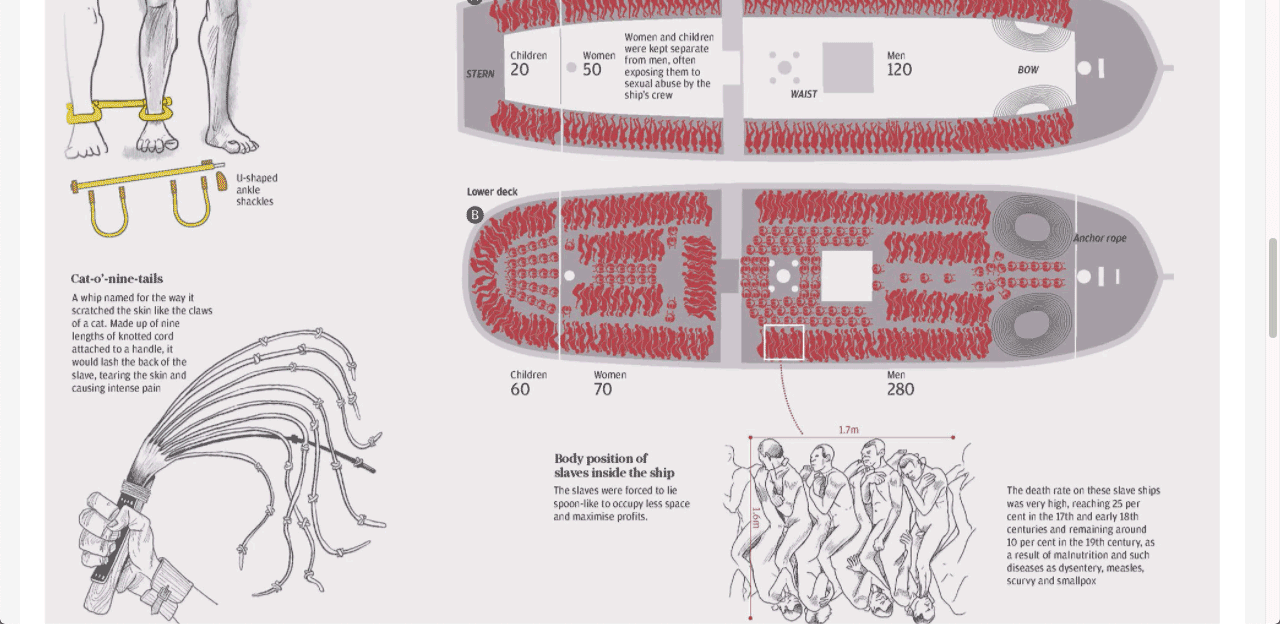 STERN
Children
20
Women
50
Women and children
were kept separate
from men, often
exposing them to
sexual abuse by the
ship's crew
WAIST
Men
120
BOW
U-shaped
ankle
shackles
Lower deck
B
Anchor rope
Cat-o'-nine-tails
A whip named for the way it
scratched the skin like the claws
of a cat. Made up of nine
lengths of knotted cord
attached to a handle, it
would lash the back of the
slave, tearing the skin and
causing intense pain
Children
60
Women
70
Men
280
Body position of
slaves inside the ship
The slaves were forced to lie
spoon-like to occupy less space
and maximise profits.
1.7m
1.6m
The death rate on these slave ships
was very high, reaching 25 per
cent in the 17th and early 18th
centuries and remaining around
10 per cent in the 19th century, as
a result of malnutrition and such
diseases as dysentery, measles,
scurvy and smallpox